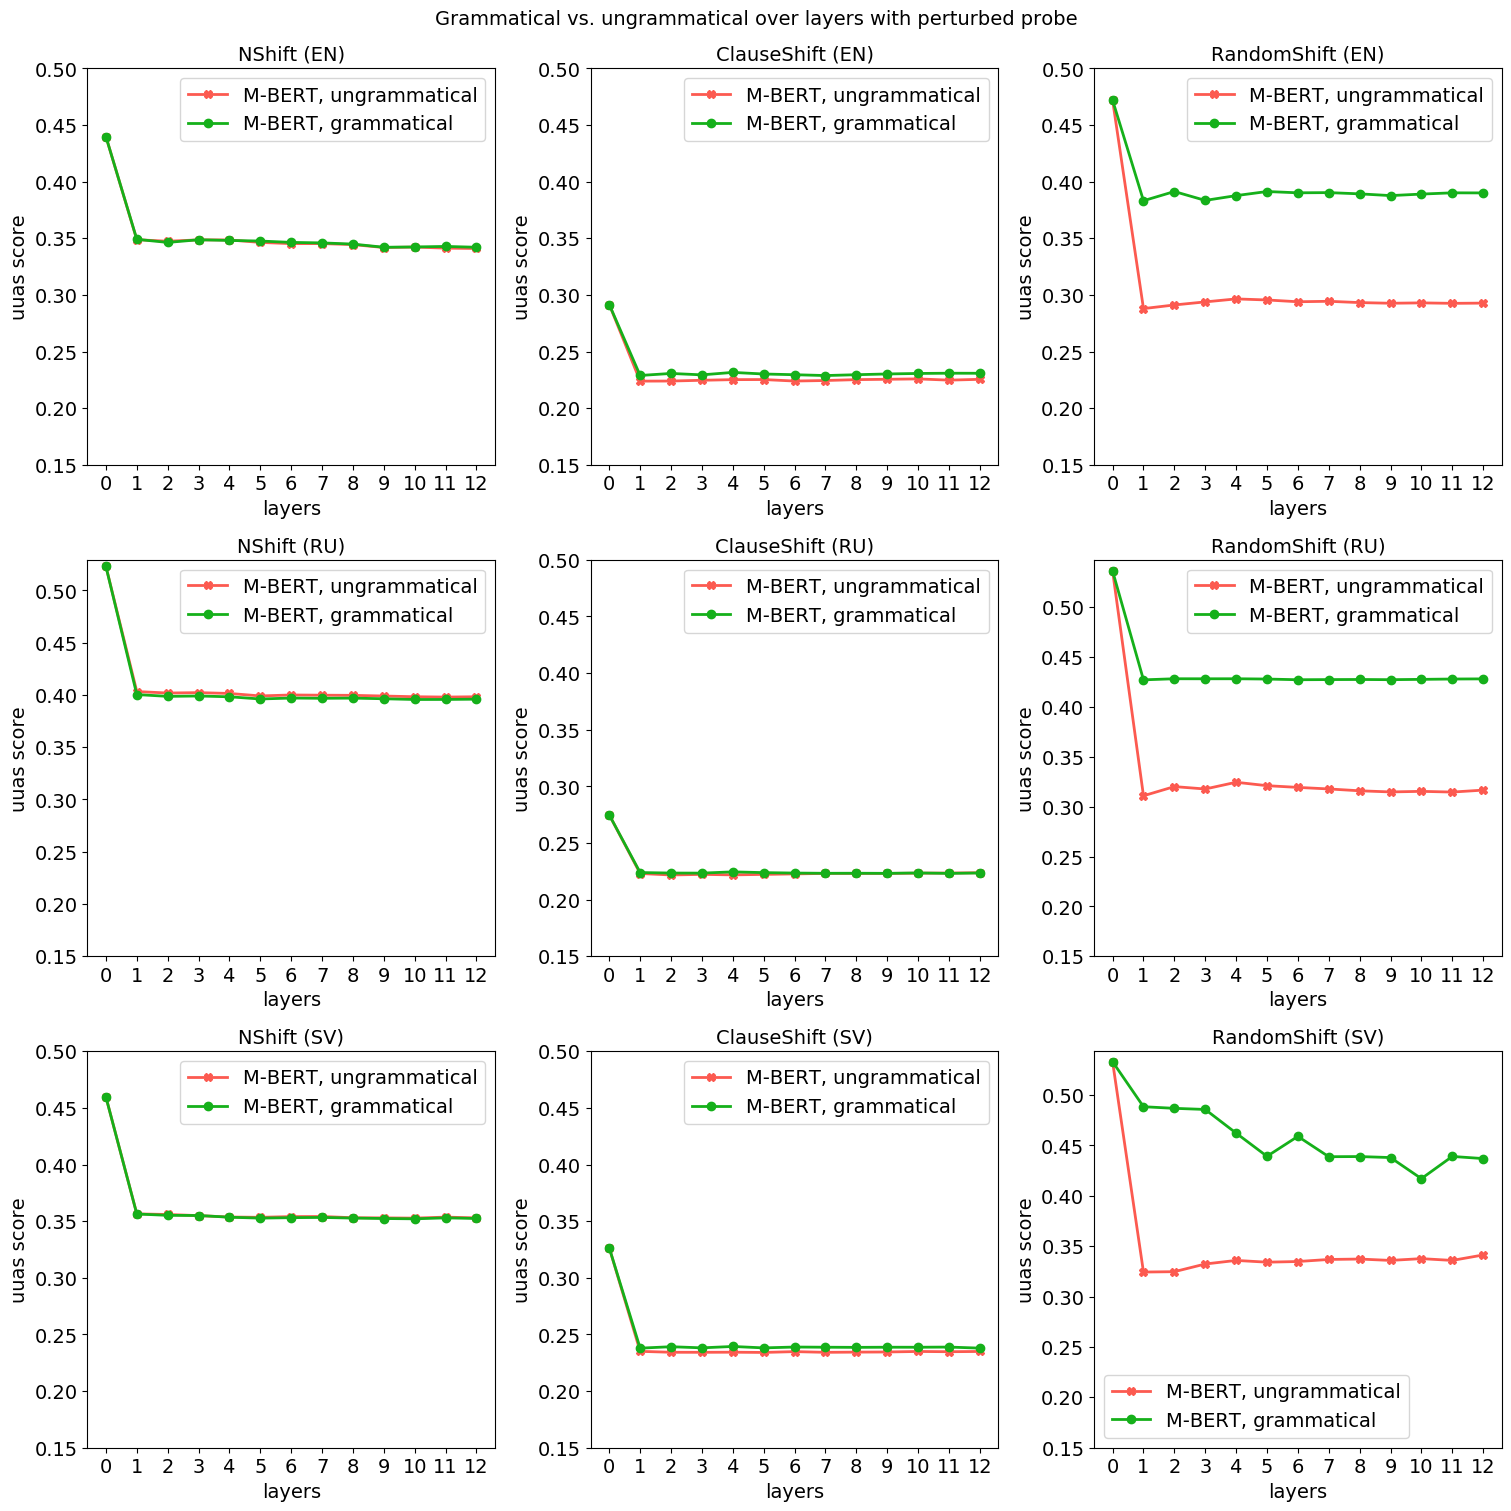 Grammatical vs. ungrammatical over layers with perturbed probe
NShift (EN)
M-BERT, ungrammatical
M-BERT, grammatical
uuas score
0.50
0.45
0.40
0.35
0.30
0.25
0.20
0.15
0 1 2 3 4 5 6 7 8 9 10 11 12
layers
ClauseShift (EN)
M-BERT, ungrammatical
M-BERT, grammatical
uuas score
0.50
0.45
0.40
0.35
0.30
0.25
0.20
0.15
0 1 2 3 4 5 6 7 8 9 10 11 12
layers
RandomShift (EN)
M-BERT, ungrammatical
M-BERT, grammatical
uuas score
0.50
0.45
0.40
0.35
0.30
0.25
0.20
0.15
0 1 2 3 4 5 6 7 8 9 10 11 12
layers
NShift (RU)
M-BERT, ungrammatical
M-BERT, grammatical
uuas score
0.50
0.45
0.40
0.35
0.30
0.25
0.20
0.15
0 1 2 3 4 5 6 7 8 9 10 11 12
layers
ClauseShift (RU)
M-BERT, ungrammatical
M-BERT, grammatical
uuas score
0.50
0.45
0.40
0.35
0.30
0.25
0.20
0.15
0 1 2 3 4 5 6 7 8 9 10 11 12
layers
RandomShift (RU)
M-BERT, ungrammatical
M-BERT, grammatical
uuas score
0.50
0.45
0.40
0.35
0.30
0.25
0.20
0.15
0 1 2 3 4 5 6 7 8 9 10 11 12
layers
NShift (SV)
M-BERT, ungrammatical
M-BERT, grammatical
uuas score
0.50
0.45
0.40
0.35
0.30
0.25
0.20
0.15
0 1 2 3 4 5 6 7 8 9 10 11 12
layers
ClauseShift (SV)
M-BERT, ungrammatical
M-BERT, grammatical
uuas score
0.50
0.45
0.40
0.35
0.30
0.25
0.20
0.15
0 1 2 3 4 5 6 7 8 9 10 11 12
layers
RandomShift (SV)
uuas score
0.50
0.45
0.40
0.35
0.30
0.25
0.20
0.15
M-BERT, ungrammatical
M-BERT, grammatical
0 1 2 3 4 5 6 7 8 9 10 11 12
layers